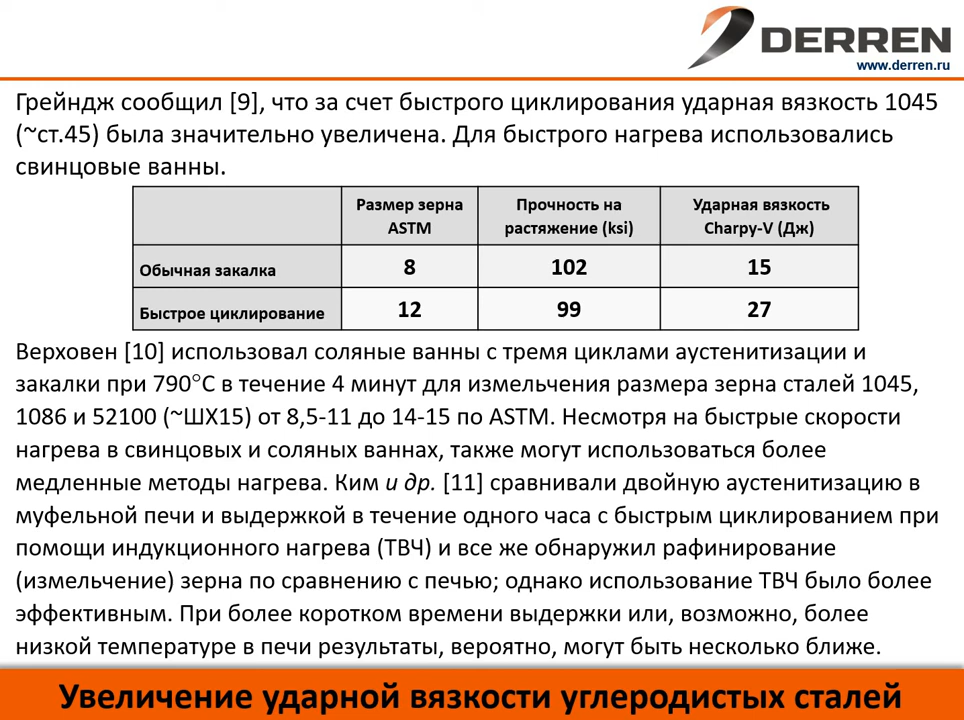 DERREN
www.derren.ru
Грейндж сообщил [9], что за счет быстрого циклирования ударная вязкость 1045
(~ст.45) была значительно увеличена. Для быстрого нагрева использовались
свинцовые ванны.
Размер зерна ASTM | Прочность на растяжение (ksi) | Ударная вязкость Charpy-V (Дж)
Обычная закалка | 8 | 102 | 15
Быстрое циклирование | 12 | 99 | 27
Верховен [10] использовал соляные ванны с тремя циклами аустенитизации и
закалки при 790°C в течение 4 минут для измельчения размера зерна сталей 1045,
1086 и 52100 (~ШХ15) от 8,5-11 до 14-15 по ASTM. Несмотря на быстрые скорости
нагрева в свинцовых и соляных ваннах, также могут использоваться более
медленные методы нагрева. Ким и др. [11] сравнивали двойную аустенитизацию в
муфельной печи и выдержкой в течение одного часа с быстрым циклированием при
помощи индукционного нагрева (ТВЧ) и все же обнаружил рафинирование
(измельчение) зерна по сравнению с печью; однако использование ТВЧ было более
эффективным. При более коротком времени выдержки или, возможно, более
низкой температуре в печи результаты, вероятно, могут быть несколько ближе.
Увеличение ударной вязкости углеродистых сталей